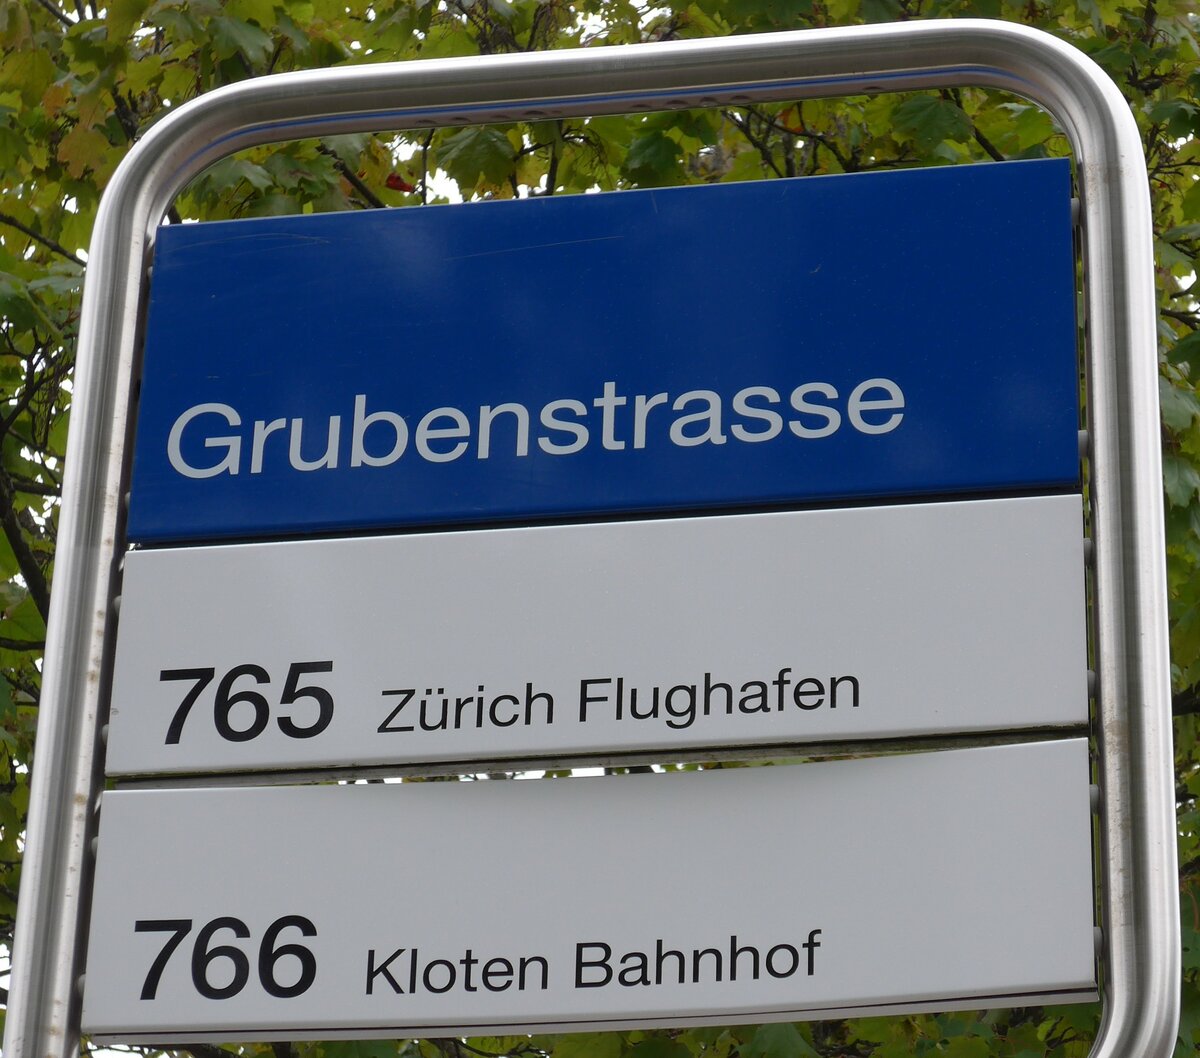 Grubenstrasse
765 Zürich Flughafen
766 Kloten Bahnhof